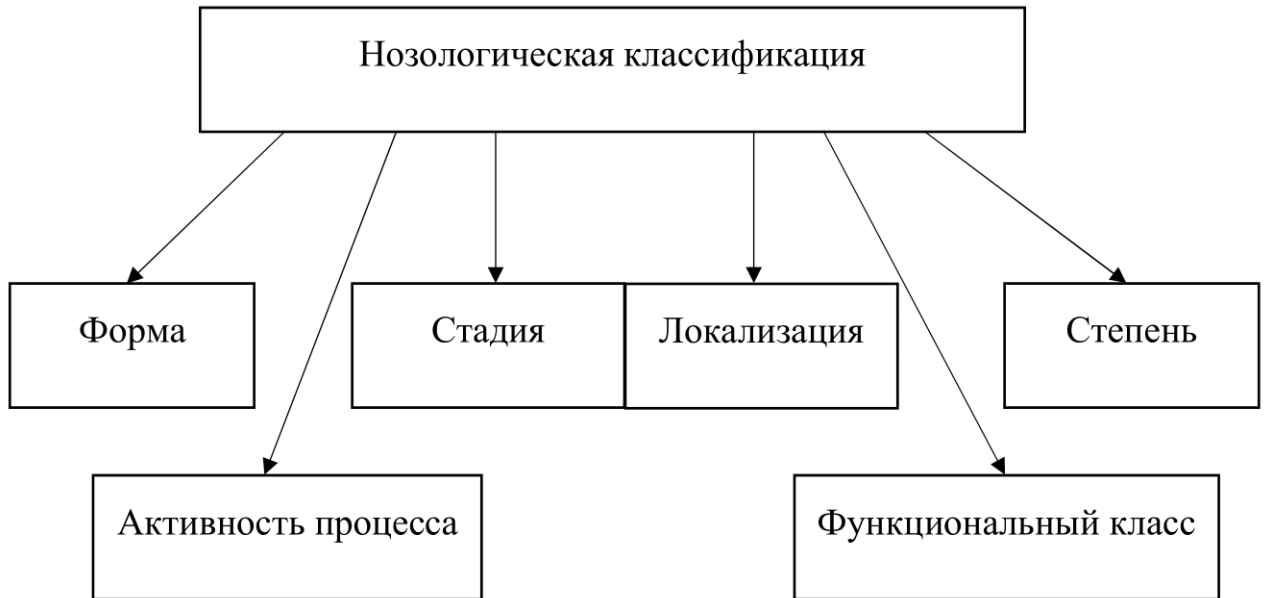 Нозологическая классификация
Форма
Стадия
Локализация
Степень
Активность процесса
Функциональный класс